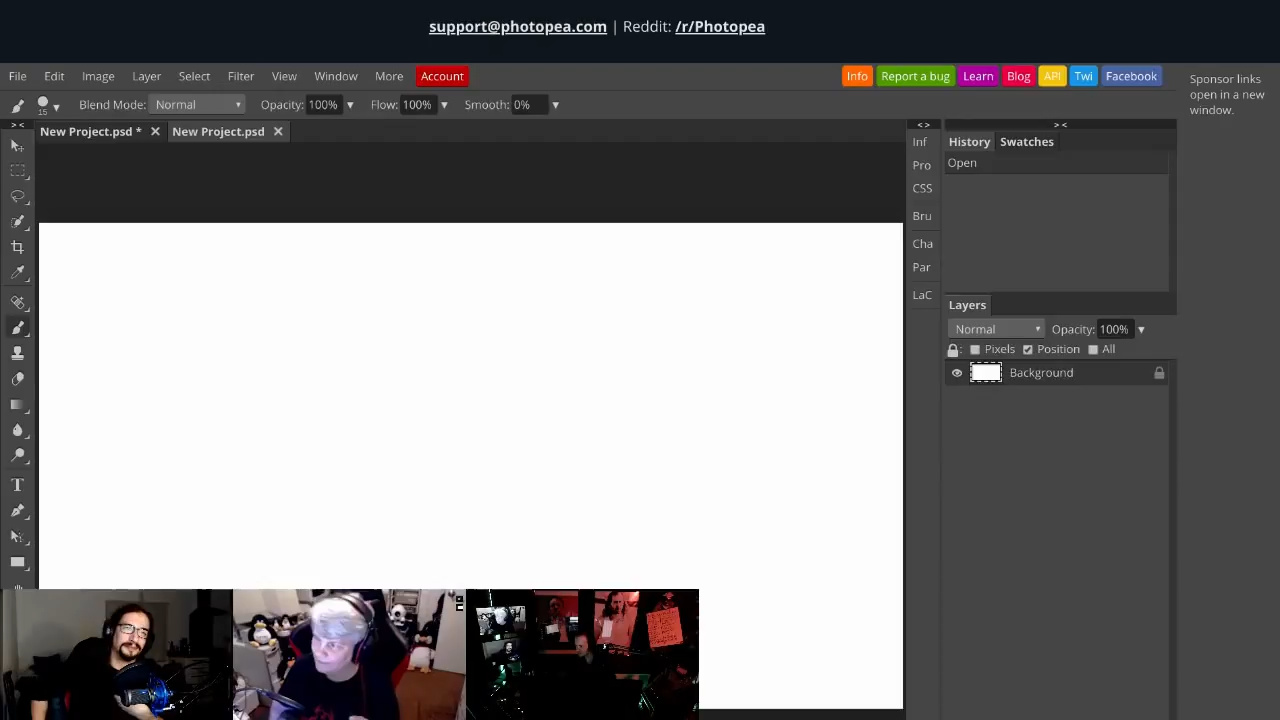 support@photopea.com | Reddit: /r/Photopea
File Edit Image Layer Select Filter View Window More Account
Info Report a bug Learn Blog API Twi Facebook
Sponsor links
open in a new
window.
15 Blend Mode: Normal Opacity: 100% Flow: 100% Smooth: 0%
> < < > > <
New Project.psd * New Project.psd
Inf
Pro
CSS
Bru
Cha
Par
LaC
History Swatches
Open
Layers
Normal Opacity: 100%
Pixels Position All
Background